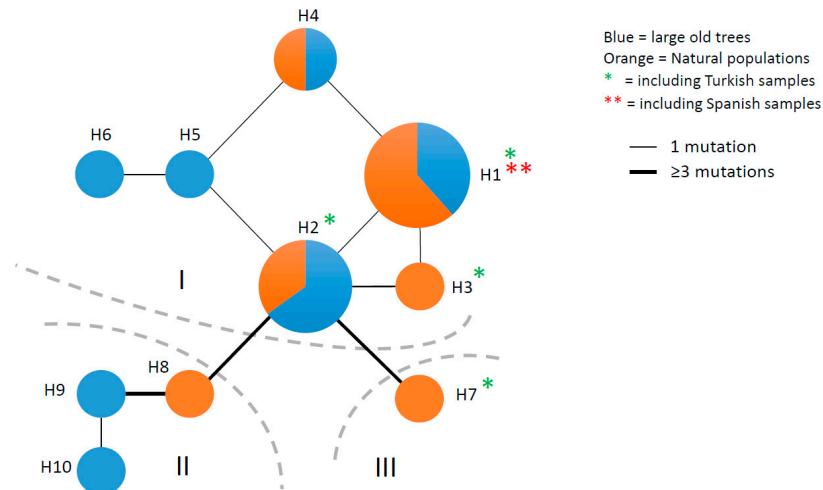 H4
Blue = large old trees
Orange = Natural populations
* = including Turkish samples
** = including Spanish samples
H6
H5
1 mutation
≥3 mutations
*
H1 **
H2 *
I
H3 *
H8
H9
H7 *
H10
II
III